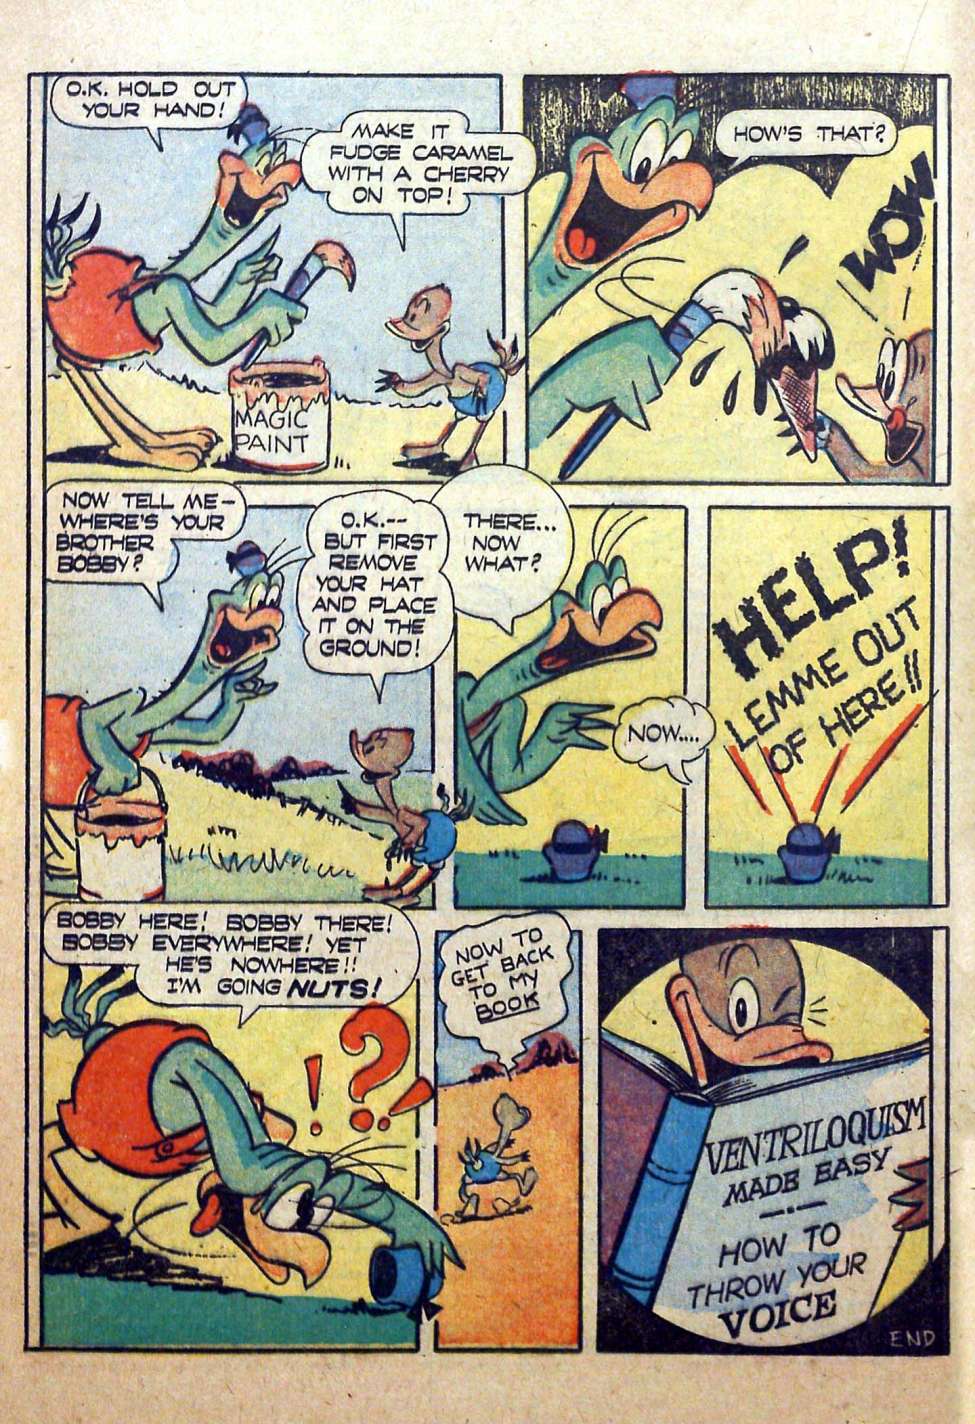 O.K. HOLD OUT
YOUR HAND!
MAKE IT
FUDGE CARAMEL
WITH A CHERRY
ON TOP!
MAGIC
PAINT
HOW'S THAT?
WOW
NOW TELL ME—
WHERE'S YOUR
BROTHER
BOBBY?
O.K.--
BUT FIRST
REMOVE
YOUR HAT
AND PLACE
IT ON THE
GROUND!
THERE...
NOW
WHAT?
NOW....
HELP!
LEMME OUT
OF HERE!!
BOBBY HERE! BOBBY THERE!
BOBBY EVERYWHERE! YET
HE'S NOWHERE!!
I'M GOING NUTS!
!?!
NOW TO
GET BACK
TO MY
BOOK
VENTRILOQUISM
MADE EASY
HOW TO
THROW YOUR
VOICE
END